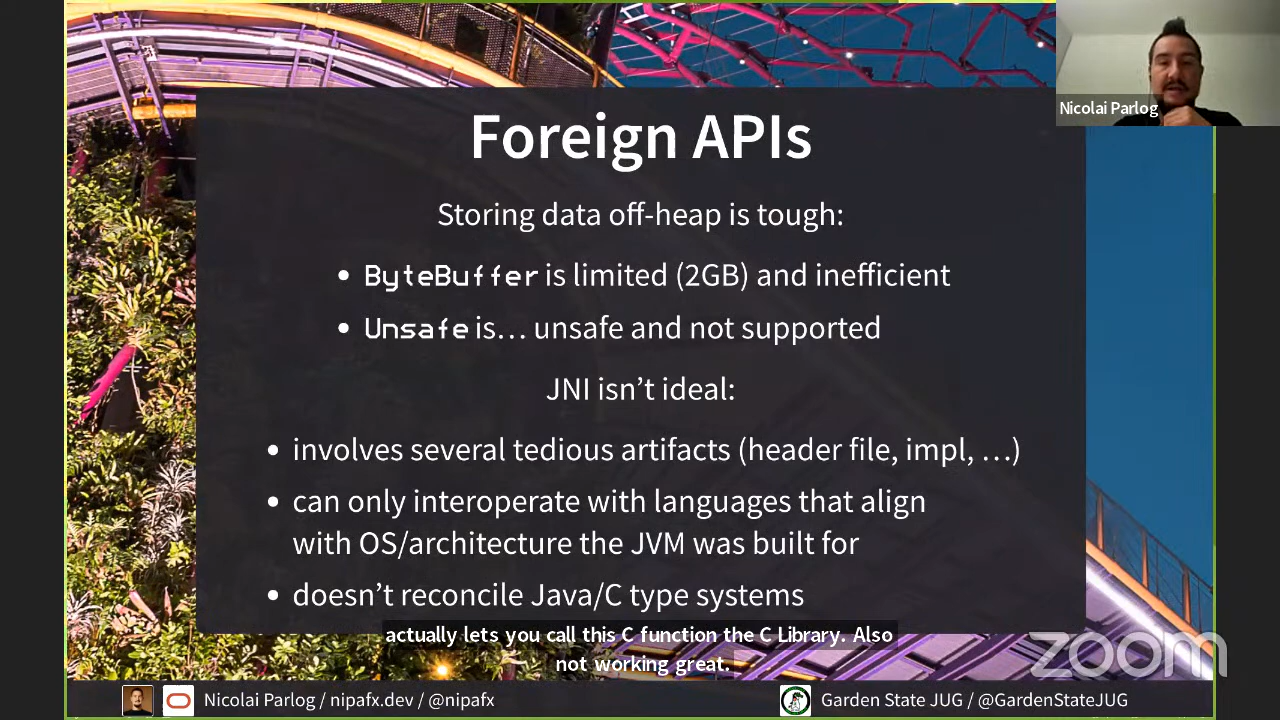 Nicolai Parlog
Foreign APIs
Storing data off-heap is tough:
• ByteBuffer is limited (2GB) and inefficient
• Unsafe is… unsafe and not supported
JNI isn’t ideal:
• involves several tedious artifacts (header file, impl, …)
• can only interoperate with languages that align
with OS/architecture the JVM was built for
• doesn’t reconcile Java/C type systems
actually lets you call this C function the C Library. Also
not working great.
zoom
Nicolai Parlog / nipafx.dev / @nipafx
Garden State JUG / @GardenStateJUG